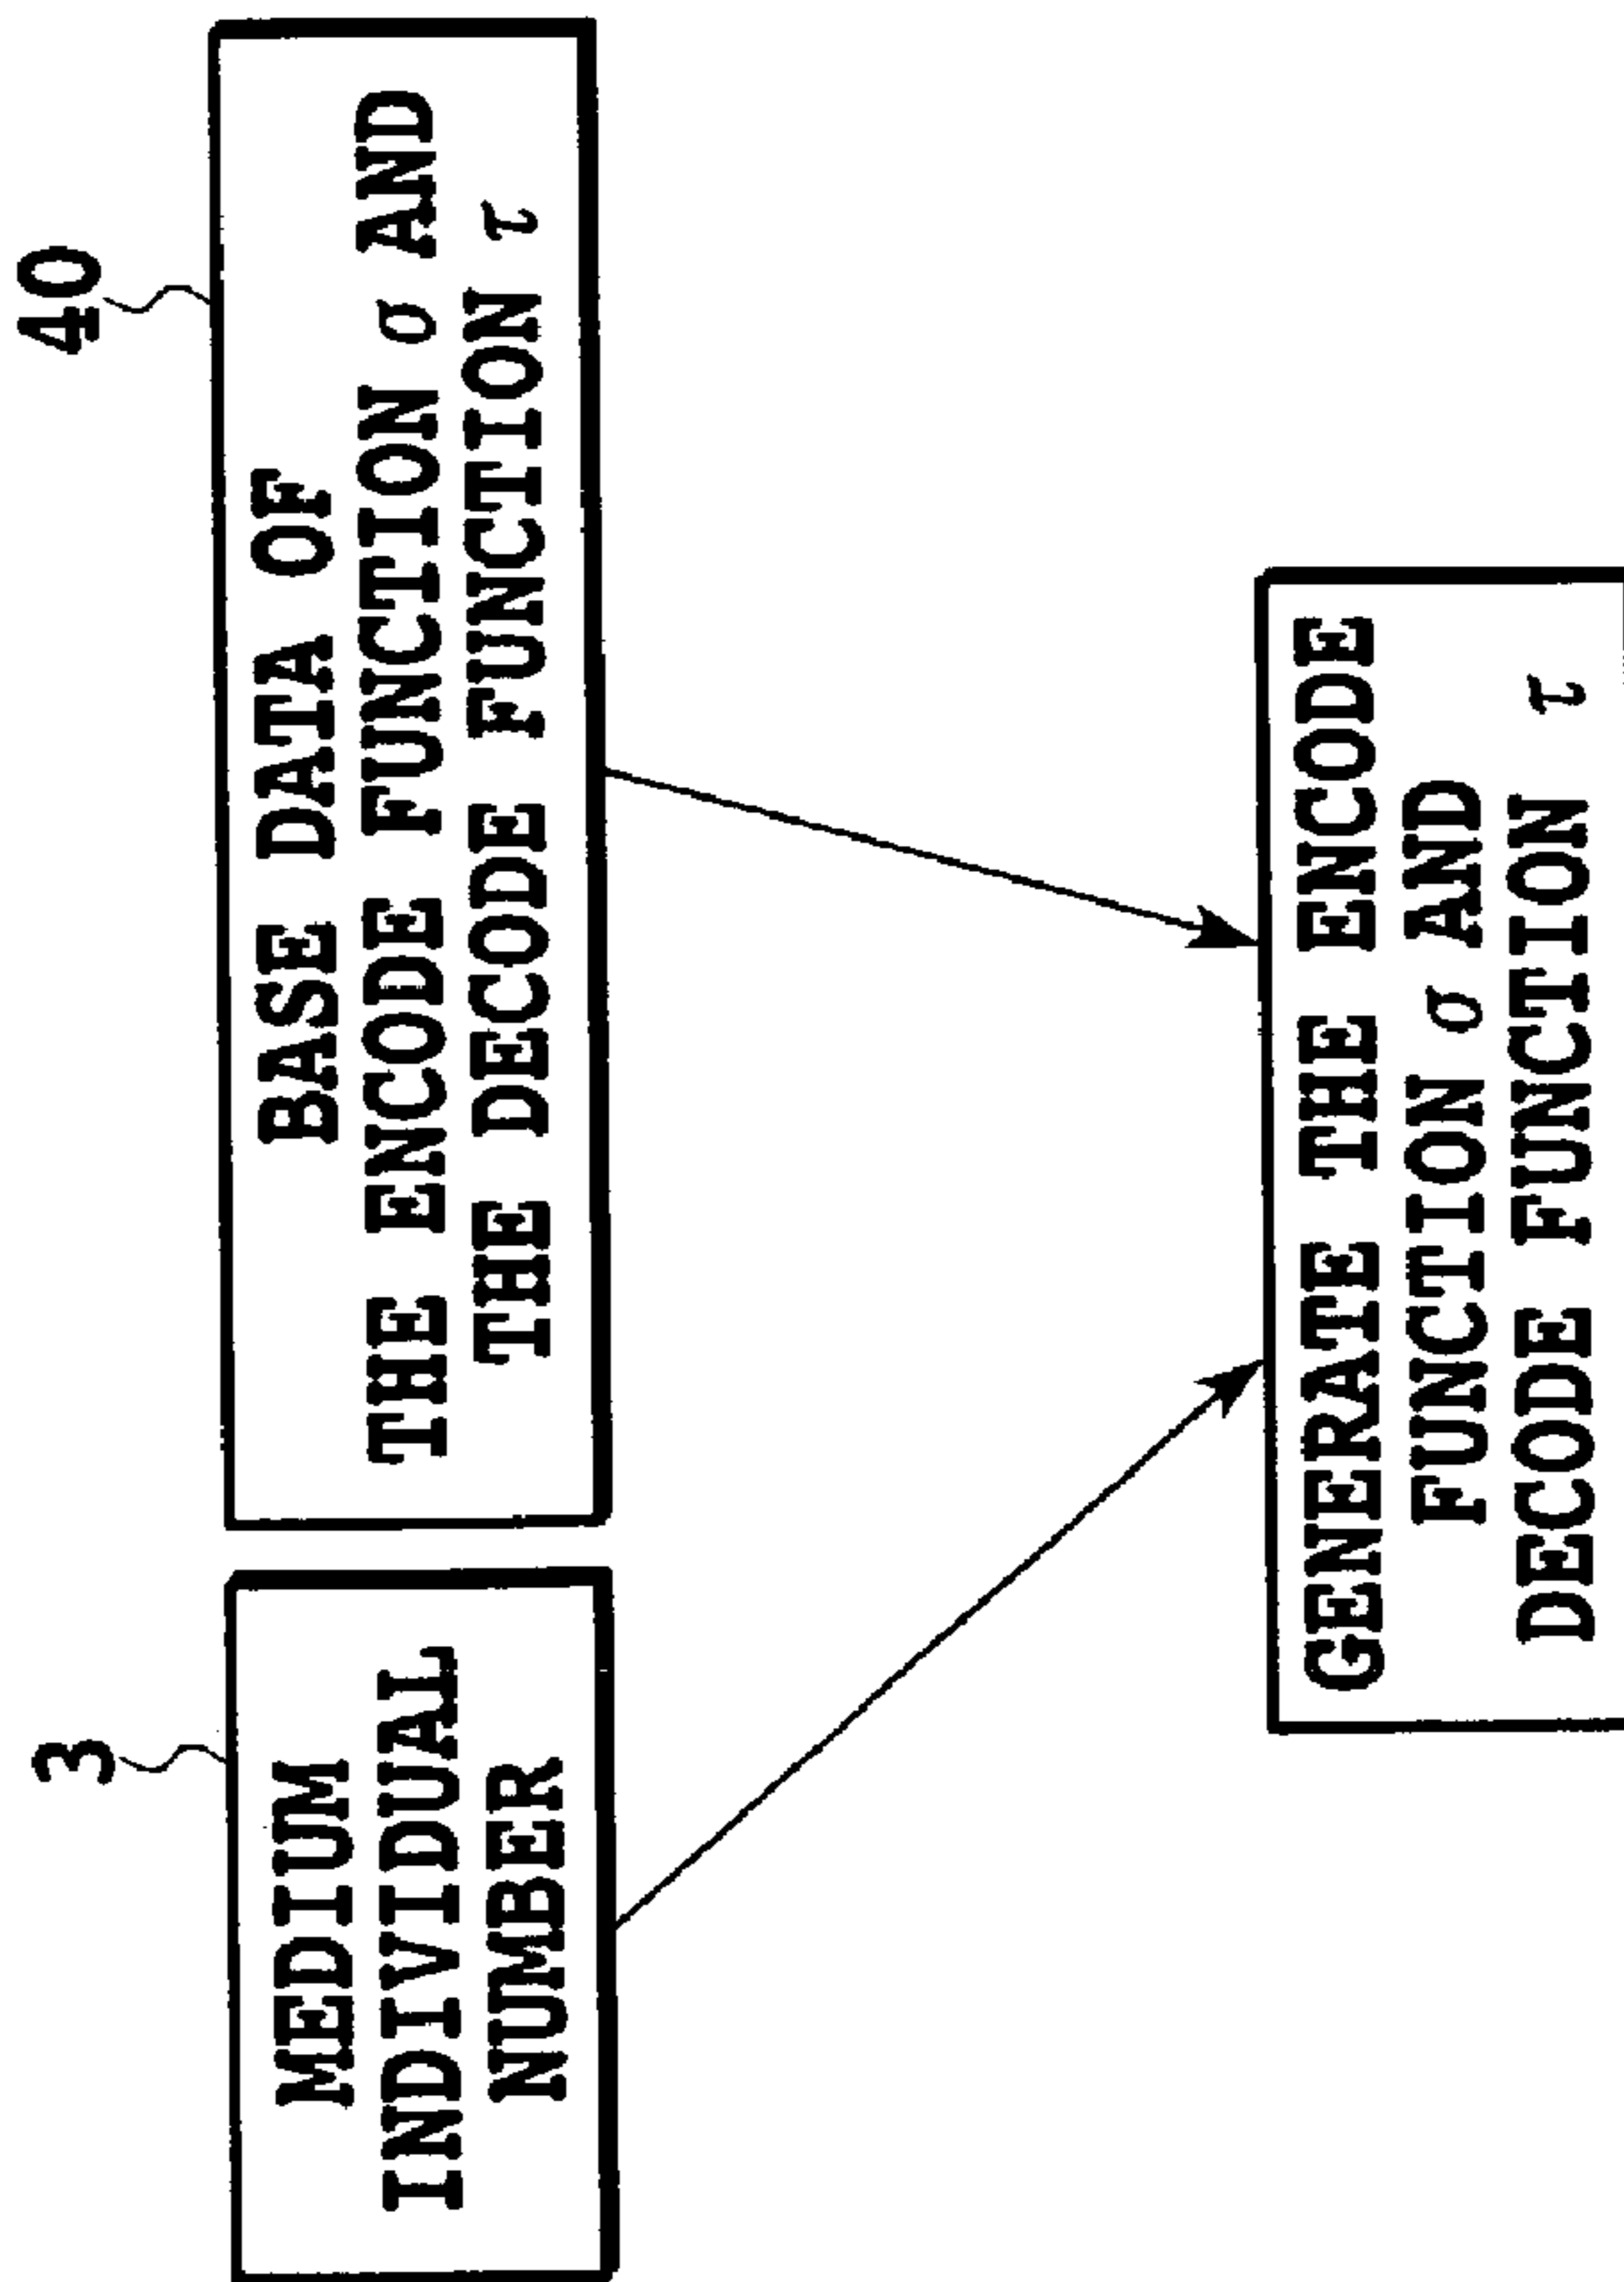 3
MEDIUM
INDIVIDUAL
NUMBER
40
BASE DATA OF
THE ENCODE FUNCTION σ AND
THE DECODE FUNCTION τ
GENERATE THE ENCODE
FUNCTION σ AND
DECODE FUNCTION τ